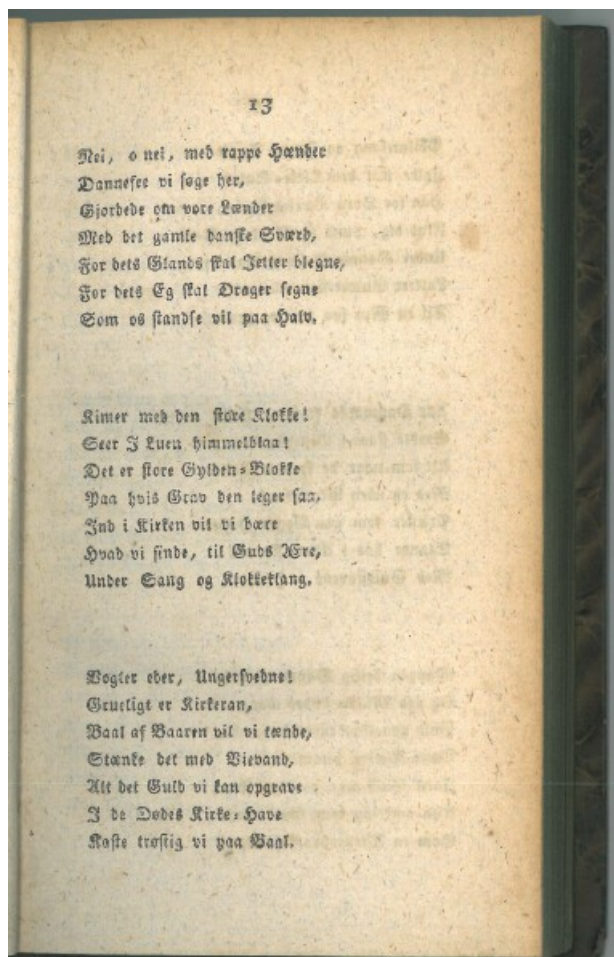 13
Nei, o nei, med rappe Hænder
Dannefee vi søge her,
Gjordede om vore Lænder
Med det gamle danske Sværd,
For dets Glands skal Jetter blegne,
For dets Eg skal Drager segne
Som os standse vil paa Halv.
Kimer med den store Klokke!
Seer I Luen himmelblaa!
Det er store Gylden-Blokke
Paa hvis Grav den leger saa,
Ind i Kirken vil vi bære
Hvad vi finde, til Guds Ære,
Under Sang og Klokkeklang.
Vogter eder, Ungersvedne!
Grueligt er Kirkeran,
Baal af Baaren vil vi tænde,
Stænke det med Vievand,
Alt det Guld vi kan opgrave
I de Dødes Kirke-Have
Kaste trøstig vi paa Baal.